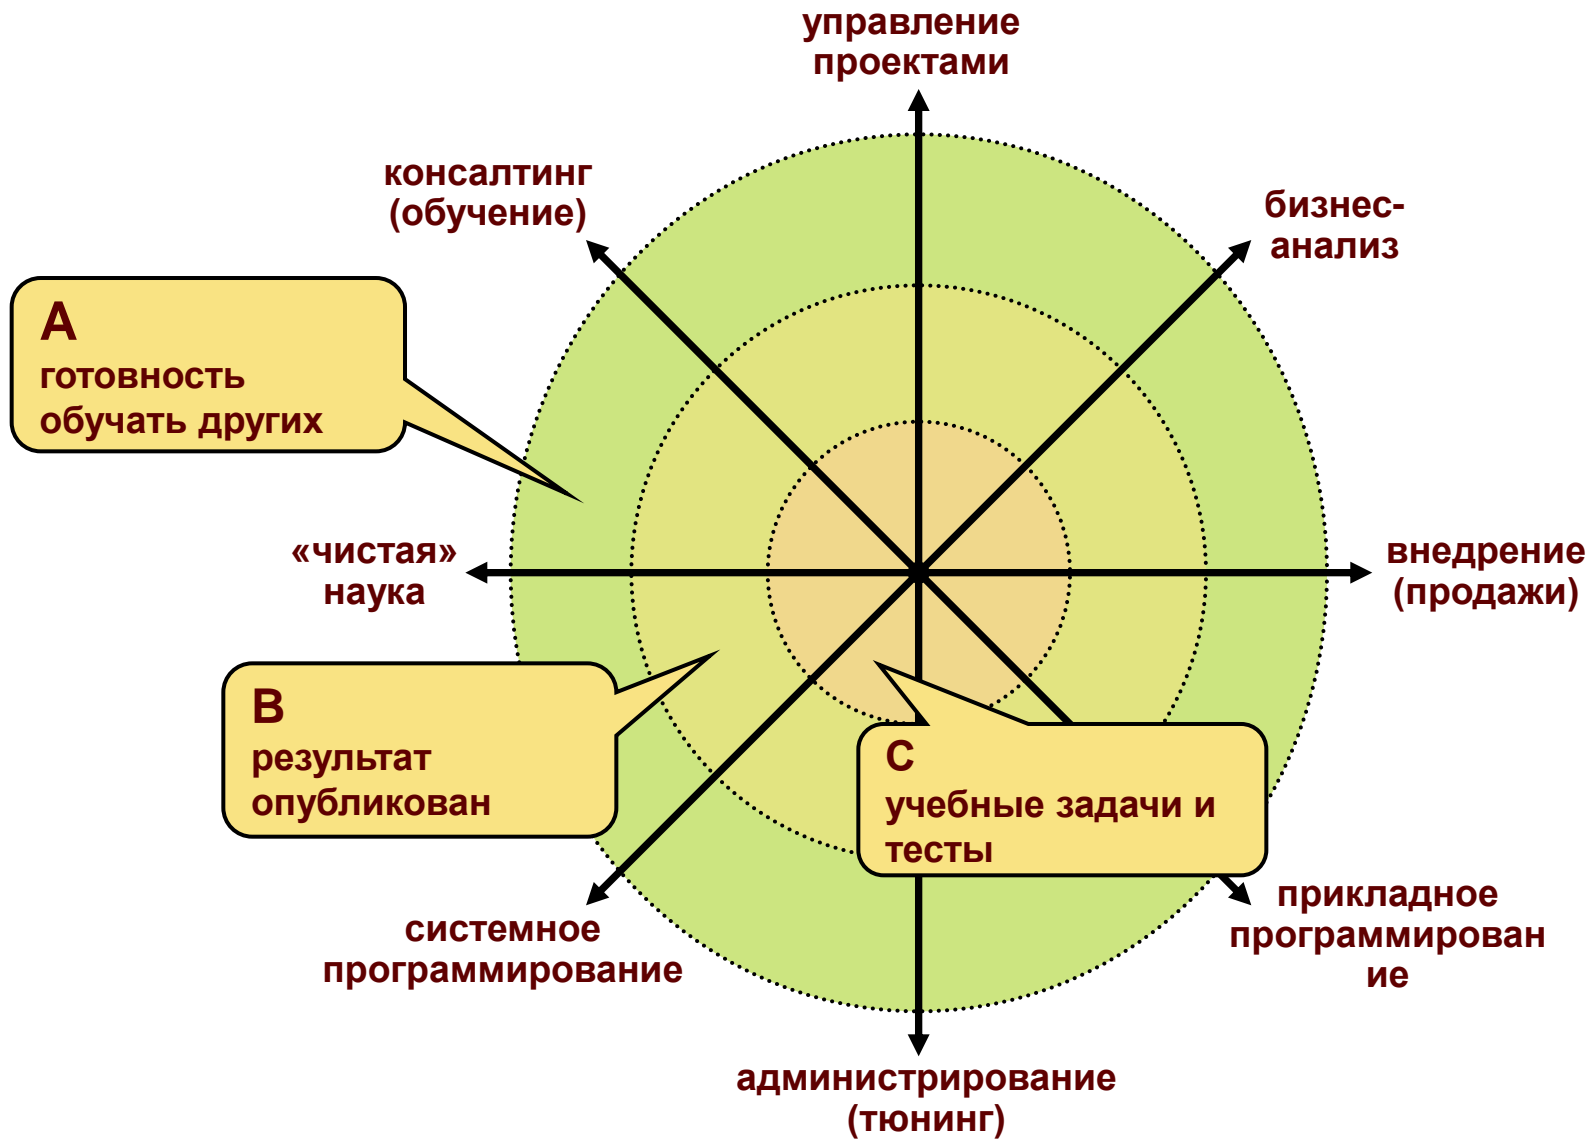 управление
проектами
консалтинг
(обучение)
бизнес-
анализ
A
готовность
обучать других
«чистая»
наука
внедрение
(продажи)
B
результат
опубликован
C
учебные задачи и
тесты
системное
программирование
прикладное
программирован
ие
администрирование
(тюнинг)